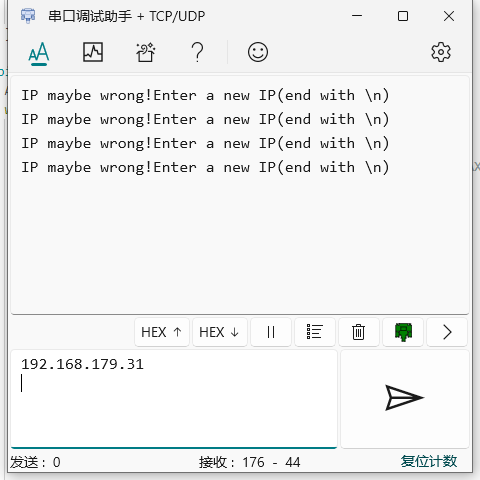 串口调试助手 + TCP/UDP
IP maybe wrong!Enter a new IP(end with \n)
IP maybe wrong!Enter a new IP(end with \n)
IP maybe wrong!Enter a new IP(end with \n)
IP maybe wrong!Enter a new IP(end with \n)
HEX ↑ HEX ↓
192.168.179.31
发送 : 0 接收 : 176 - 44 复位计数